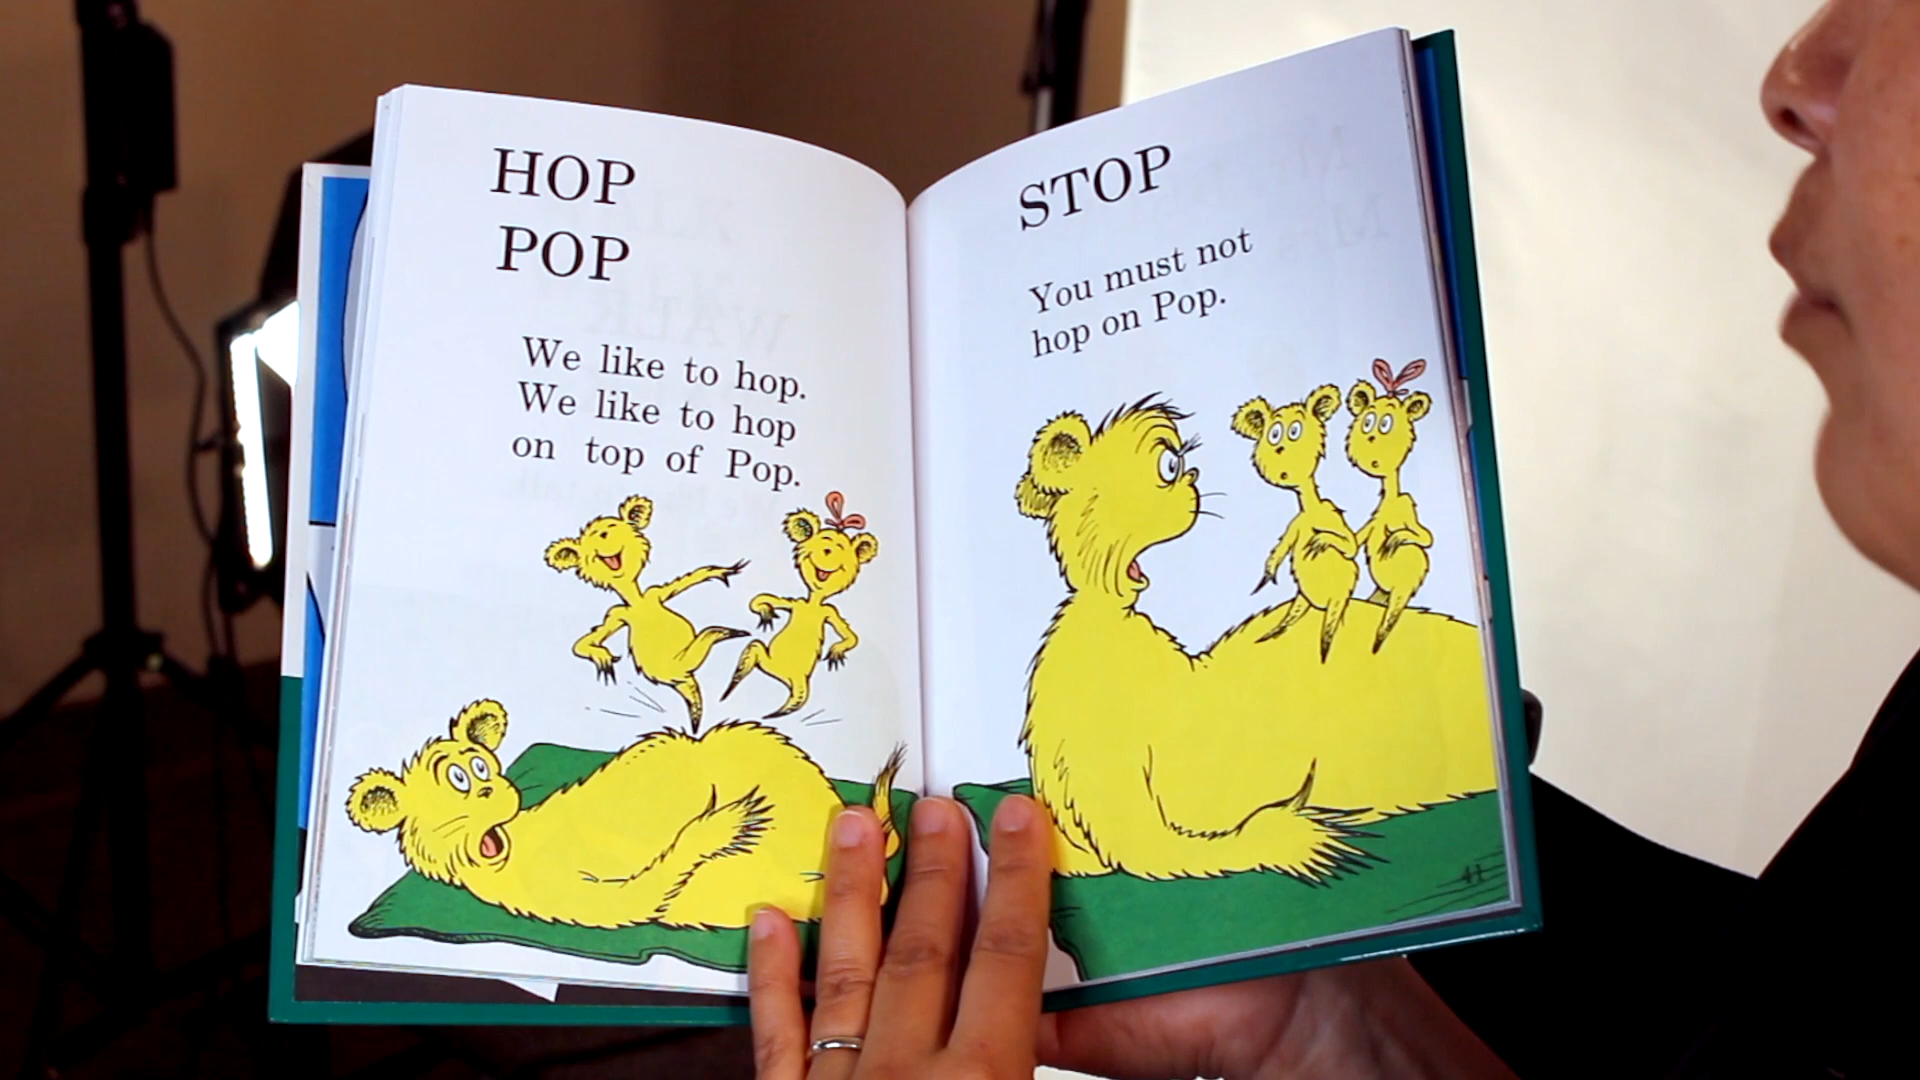 HOP
POP
We like to hop.
We like to hop
on top of Pop.
STOP
You must not
hop on Pop.
41